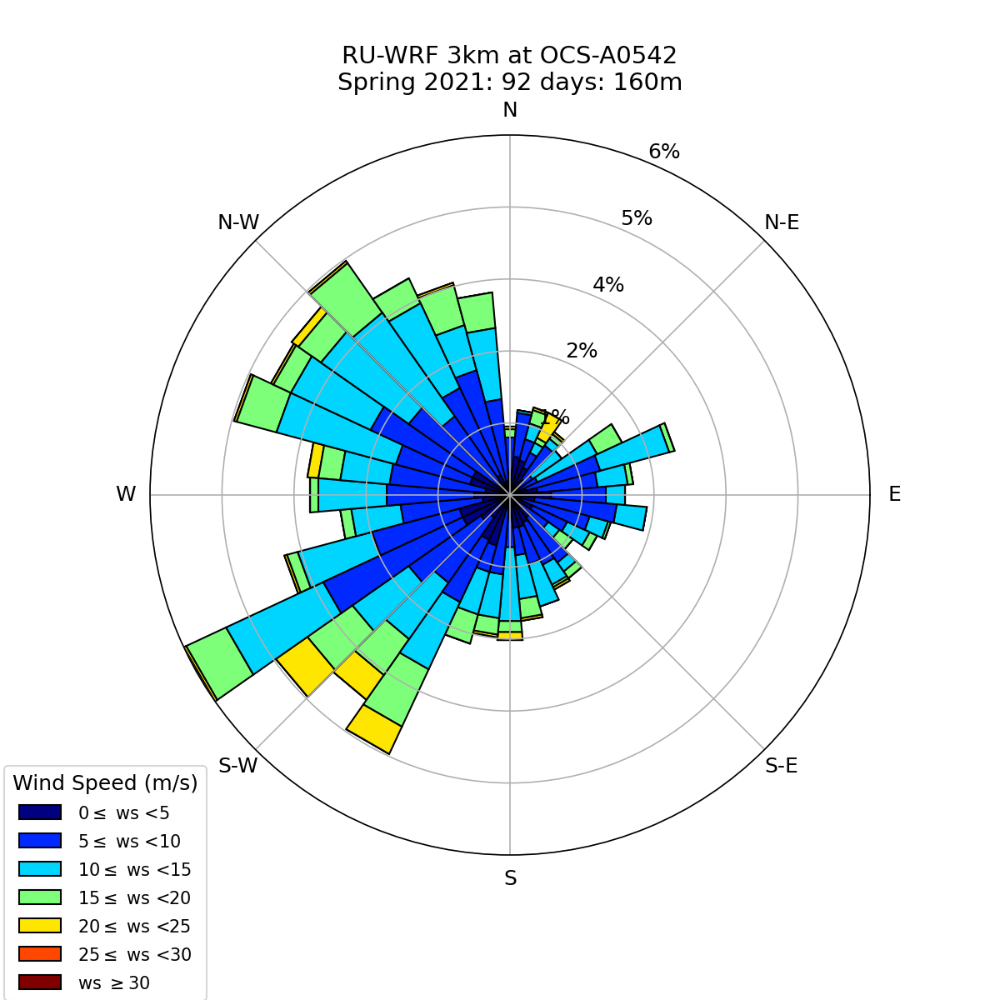 RU-WRF 3km at OCS-A0542
Spring 2021: 92 days: 160m
N
6%
N-W
N-E
5%
4%
2%
1%
W
E
S-W
S-E
S
Wind Speed (m/s)
0≤ ws <5
5≤ ws <10
10≤ ws <15
15≤ ws <20
20≤ ws <25
25≤ ws <30
ws ≥30